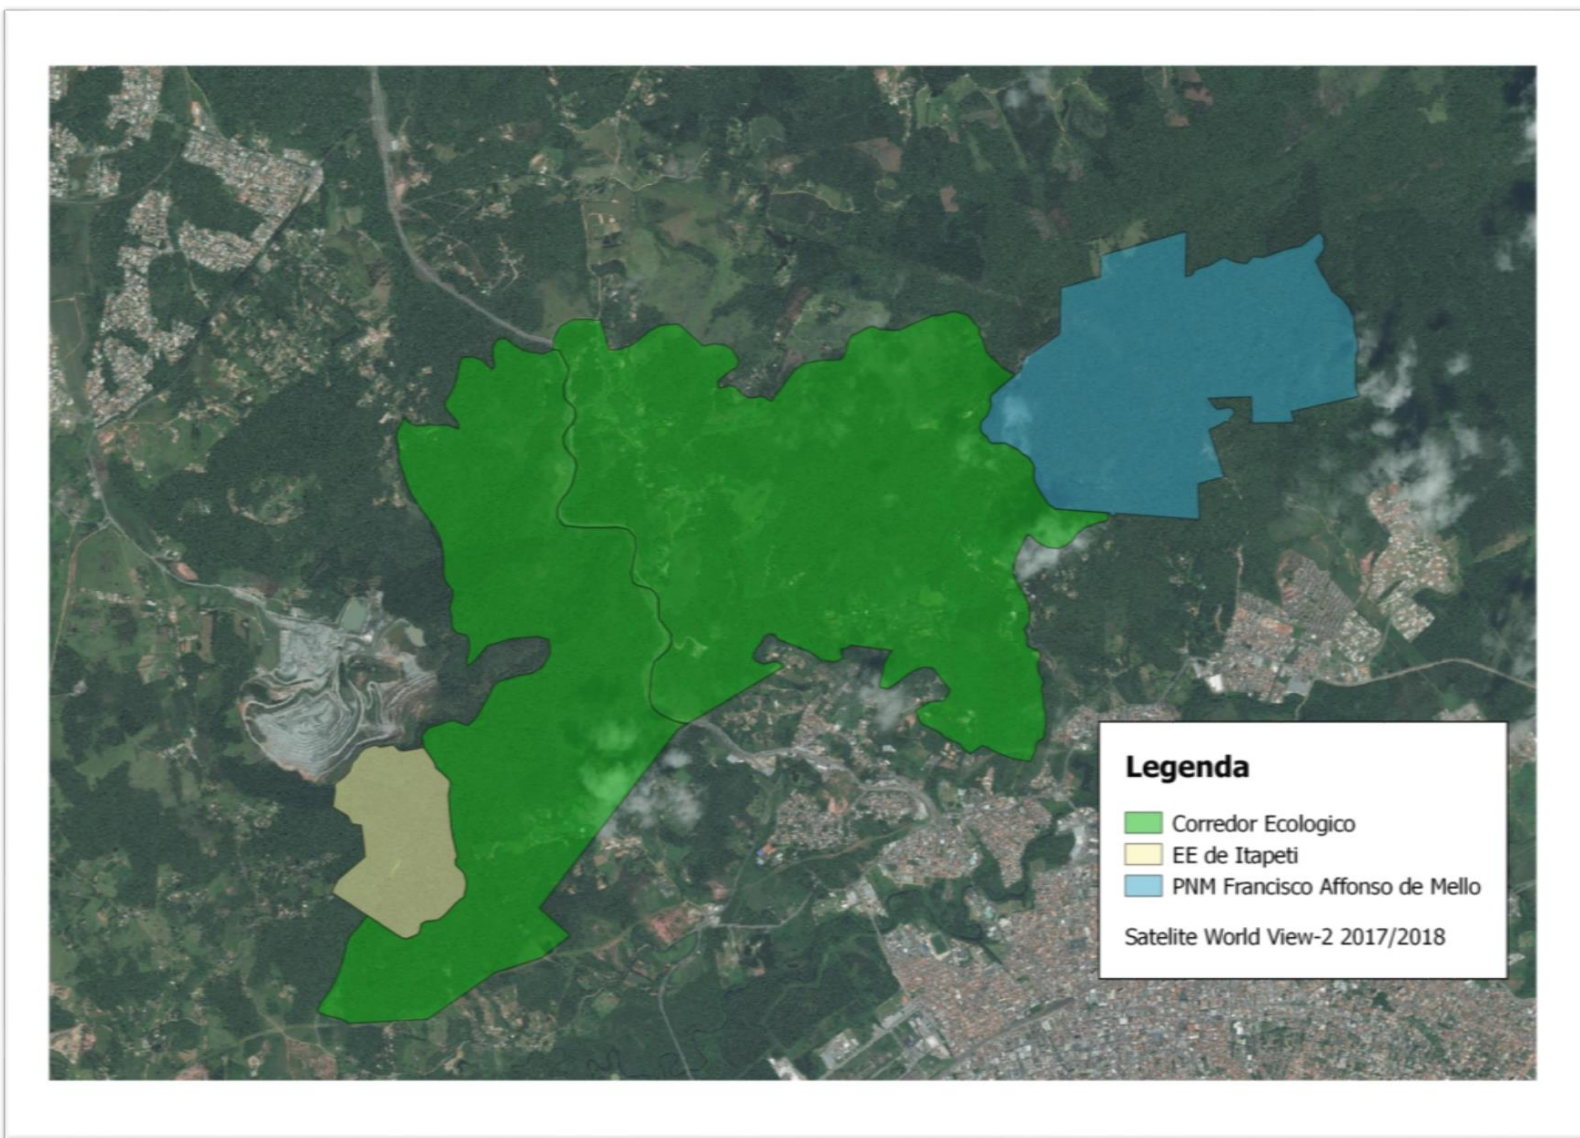 Legenda
Corredor Ecologico
EE de Itapeti
PNM Francisco Affonso de Mello
Satelite World View-2 2017/2018